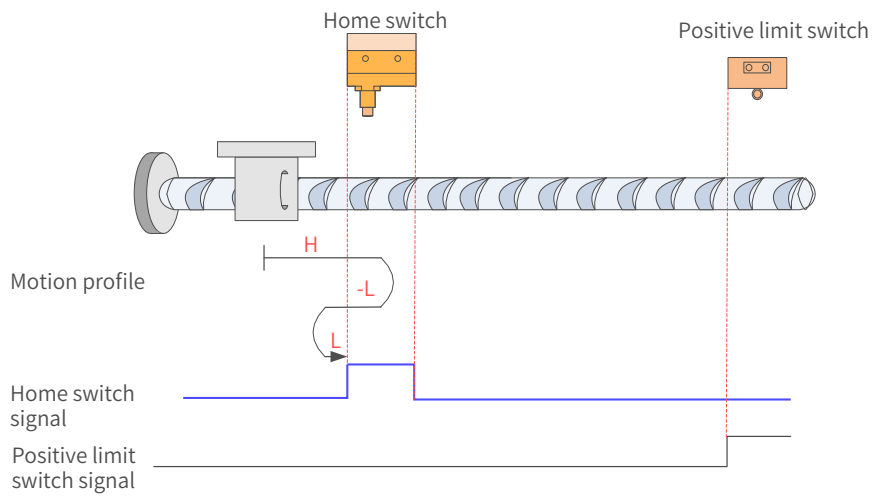 Home switch
Positive limit switch
H
Motion profile
-L
L
Home switch
signal
Positive limit
switch signal